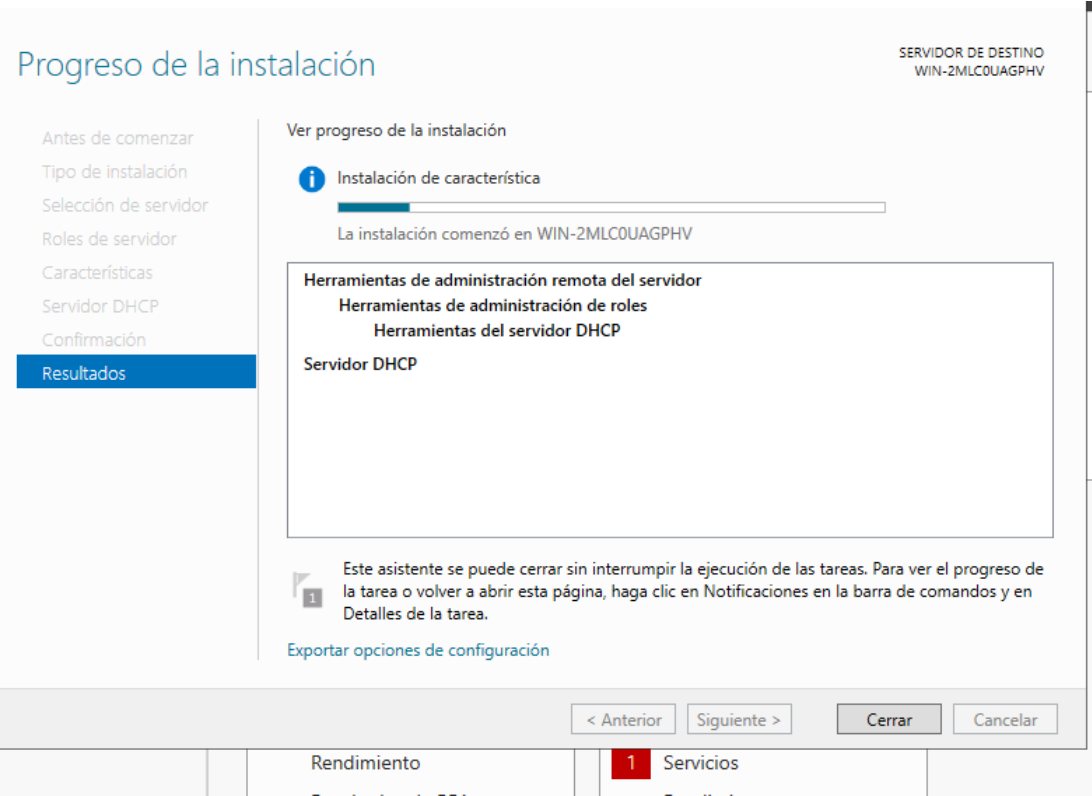 Progreso de la instalación
SERVIDOR DE DESTINO
WIN-2MLC0UAGPHV
Antes de comenzar
Tipo de instalación
Selección de servidor
Roles de servidor
Características
Servidor DHCP
Confirmación
Resultados
Ver progreso de la instalación
Instalación de característica
La instalación comenzó en WIN-2MLC0UAGPHV
Herramientas de administración remota del servidor
Herramientas de administración de roles
Herramientas del servidor DHCP
Servidor DHCP
1
Este asistente se puede cerrar sin interrumpir la ejecución de las tareas. Para ver el progreso de
la tarea o volver a abrir esta página, haga clic en Notificaciones en la barra de comandos y en
Detalles de la tarea.
Exportar opciones de configuración
< Anterior
Siguiente >
Cerrar
Cancelar
Rendimiento
1 Servicios